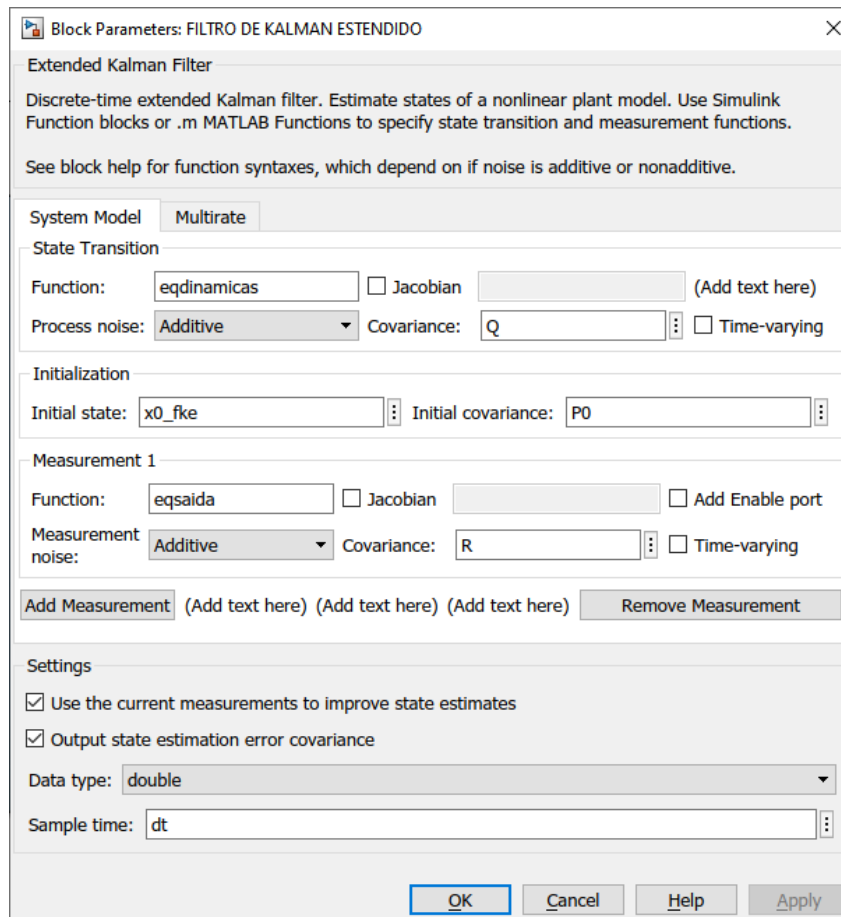 Block Parameters: FILTRO DE KALMAN ESTENDIDO
Extended Kalman Filter
Discrete-time extended Kalman filter. Estimate states of a nonlinear plant model. Use Simulink
Function blocks or .m MATLAB Functions to specify state transition and measurement functions.
See block help for function syntaxes, which depend on if noise is additive or nonadditive.
System Model Multirate
State Transition
Function: eqdinamicas Jacobian (Add text here)
Process noise: Additive Covariance: Q Time-varying
Initialization
Initial state: x0_fke Initial covariance: P0
Measurement 1
Function: eqsaida Jacobian Add Enable port
Measurement
noise: Additive Covariance: R Time-varying
Add Measurement (Add text here) (Add text here) (Add text here) Remove Measurement
Settings
Use the current measurements to improve state estimates
Output state estimation error covariance
Data type: double
Sample time: dt
OK Cancel Help Apply